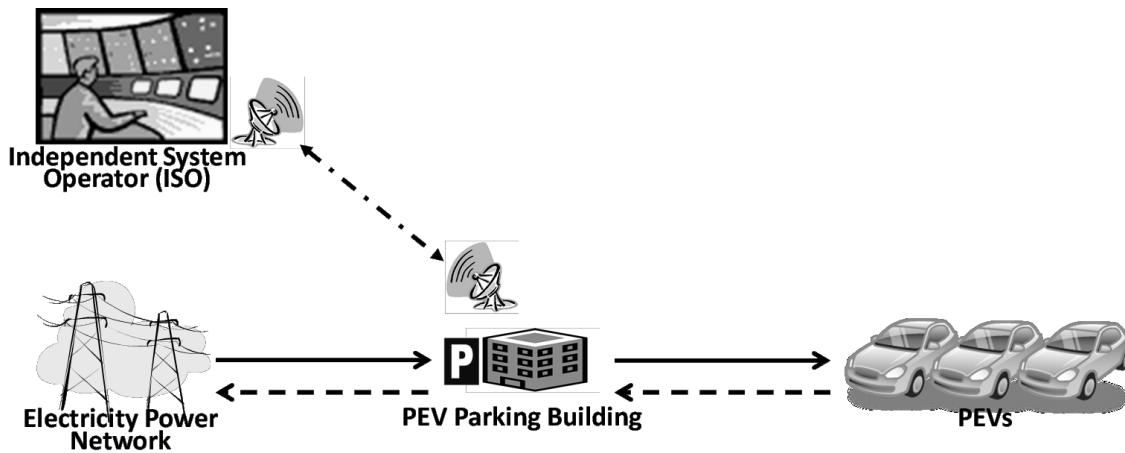 Independent System
Operator (ISO)
P
Electricity Power
Network
PEV Parking Building
PEVs